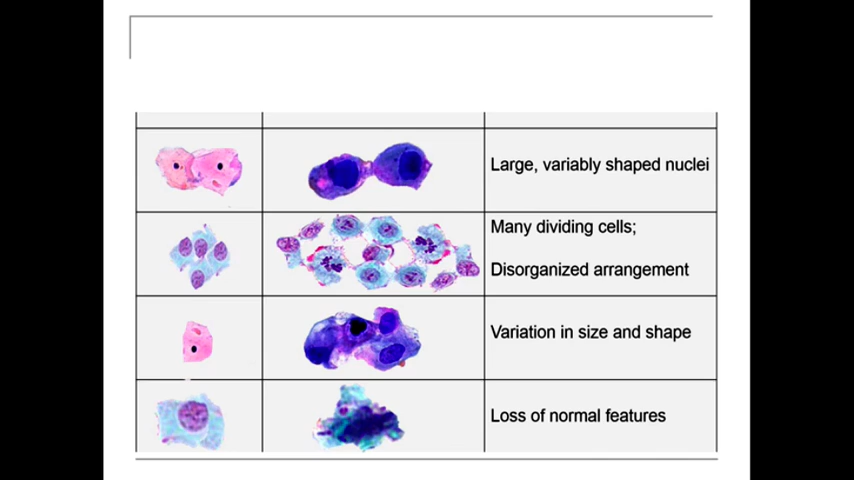 Large, variably shaped nuclei
Many dividing cells;
Disorganized arrangement
Variation in size and shape
Loss of normal features